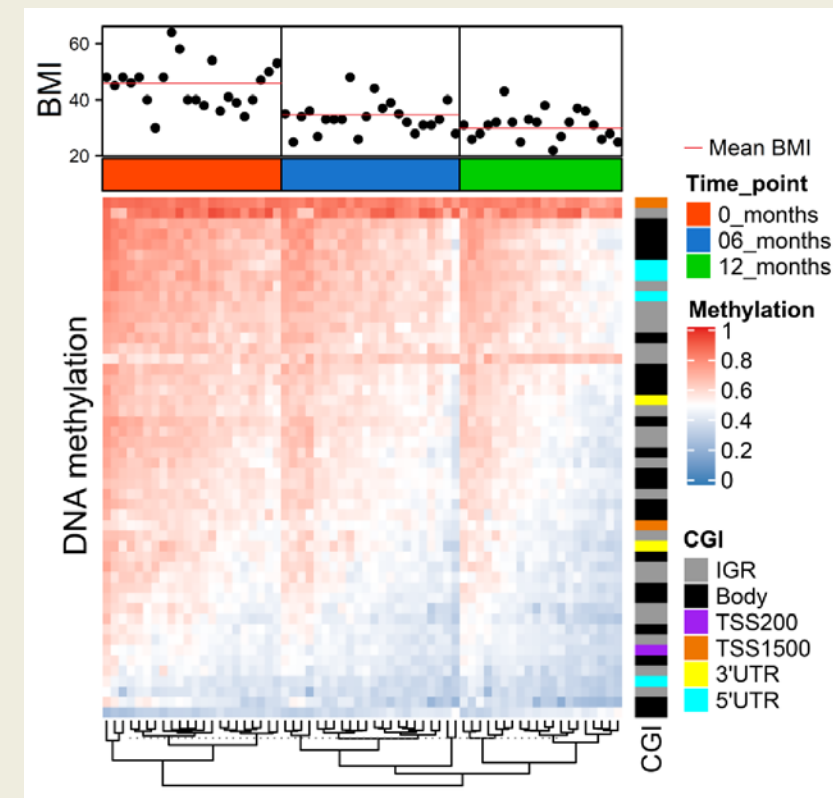 BMI
60
40
20
Mean BMI
Time_point
0_months
06_months
12_months
Methylation
1
0.8
0.6
0.4
0.2
0
DNA methylation
CGI
IGR
Body
TSS200
TSS1500
3'UTR
5'UTR
CGI